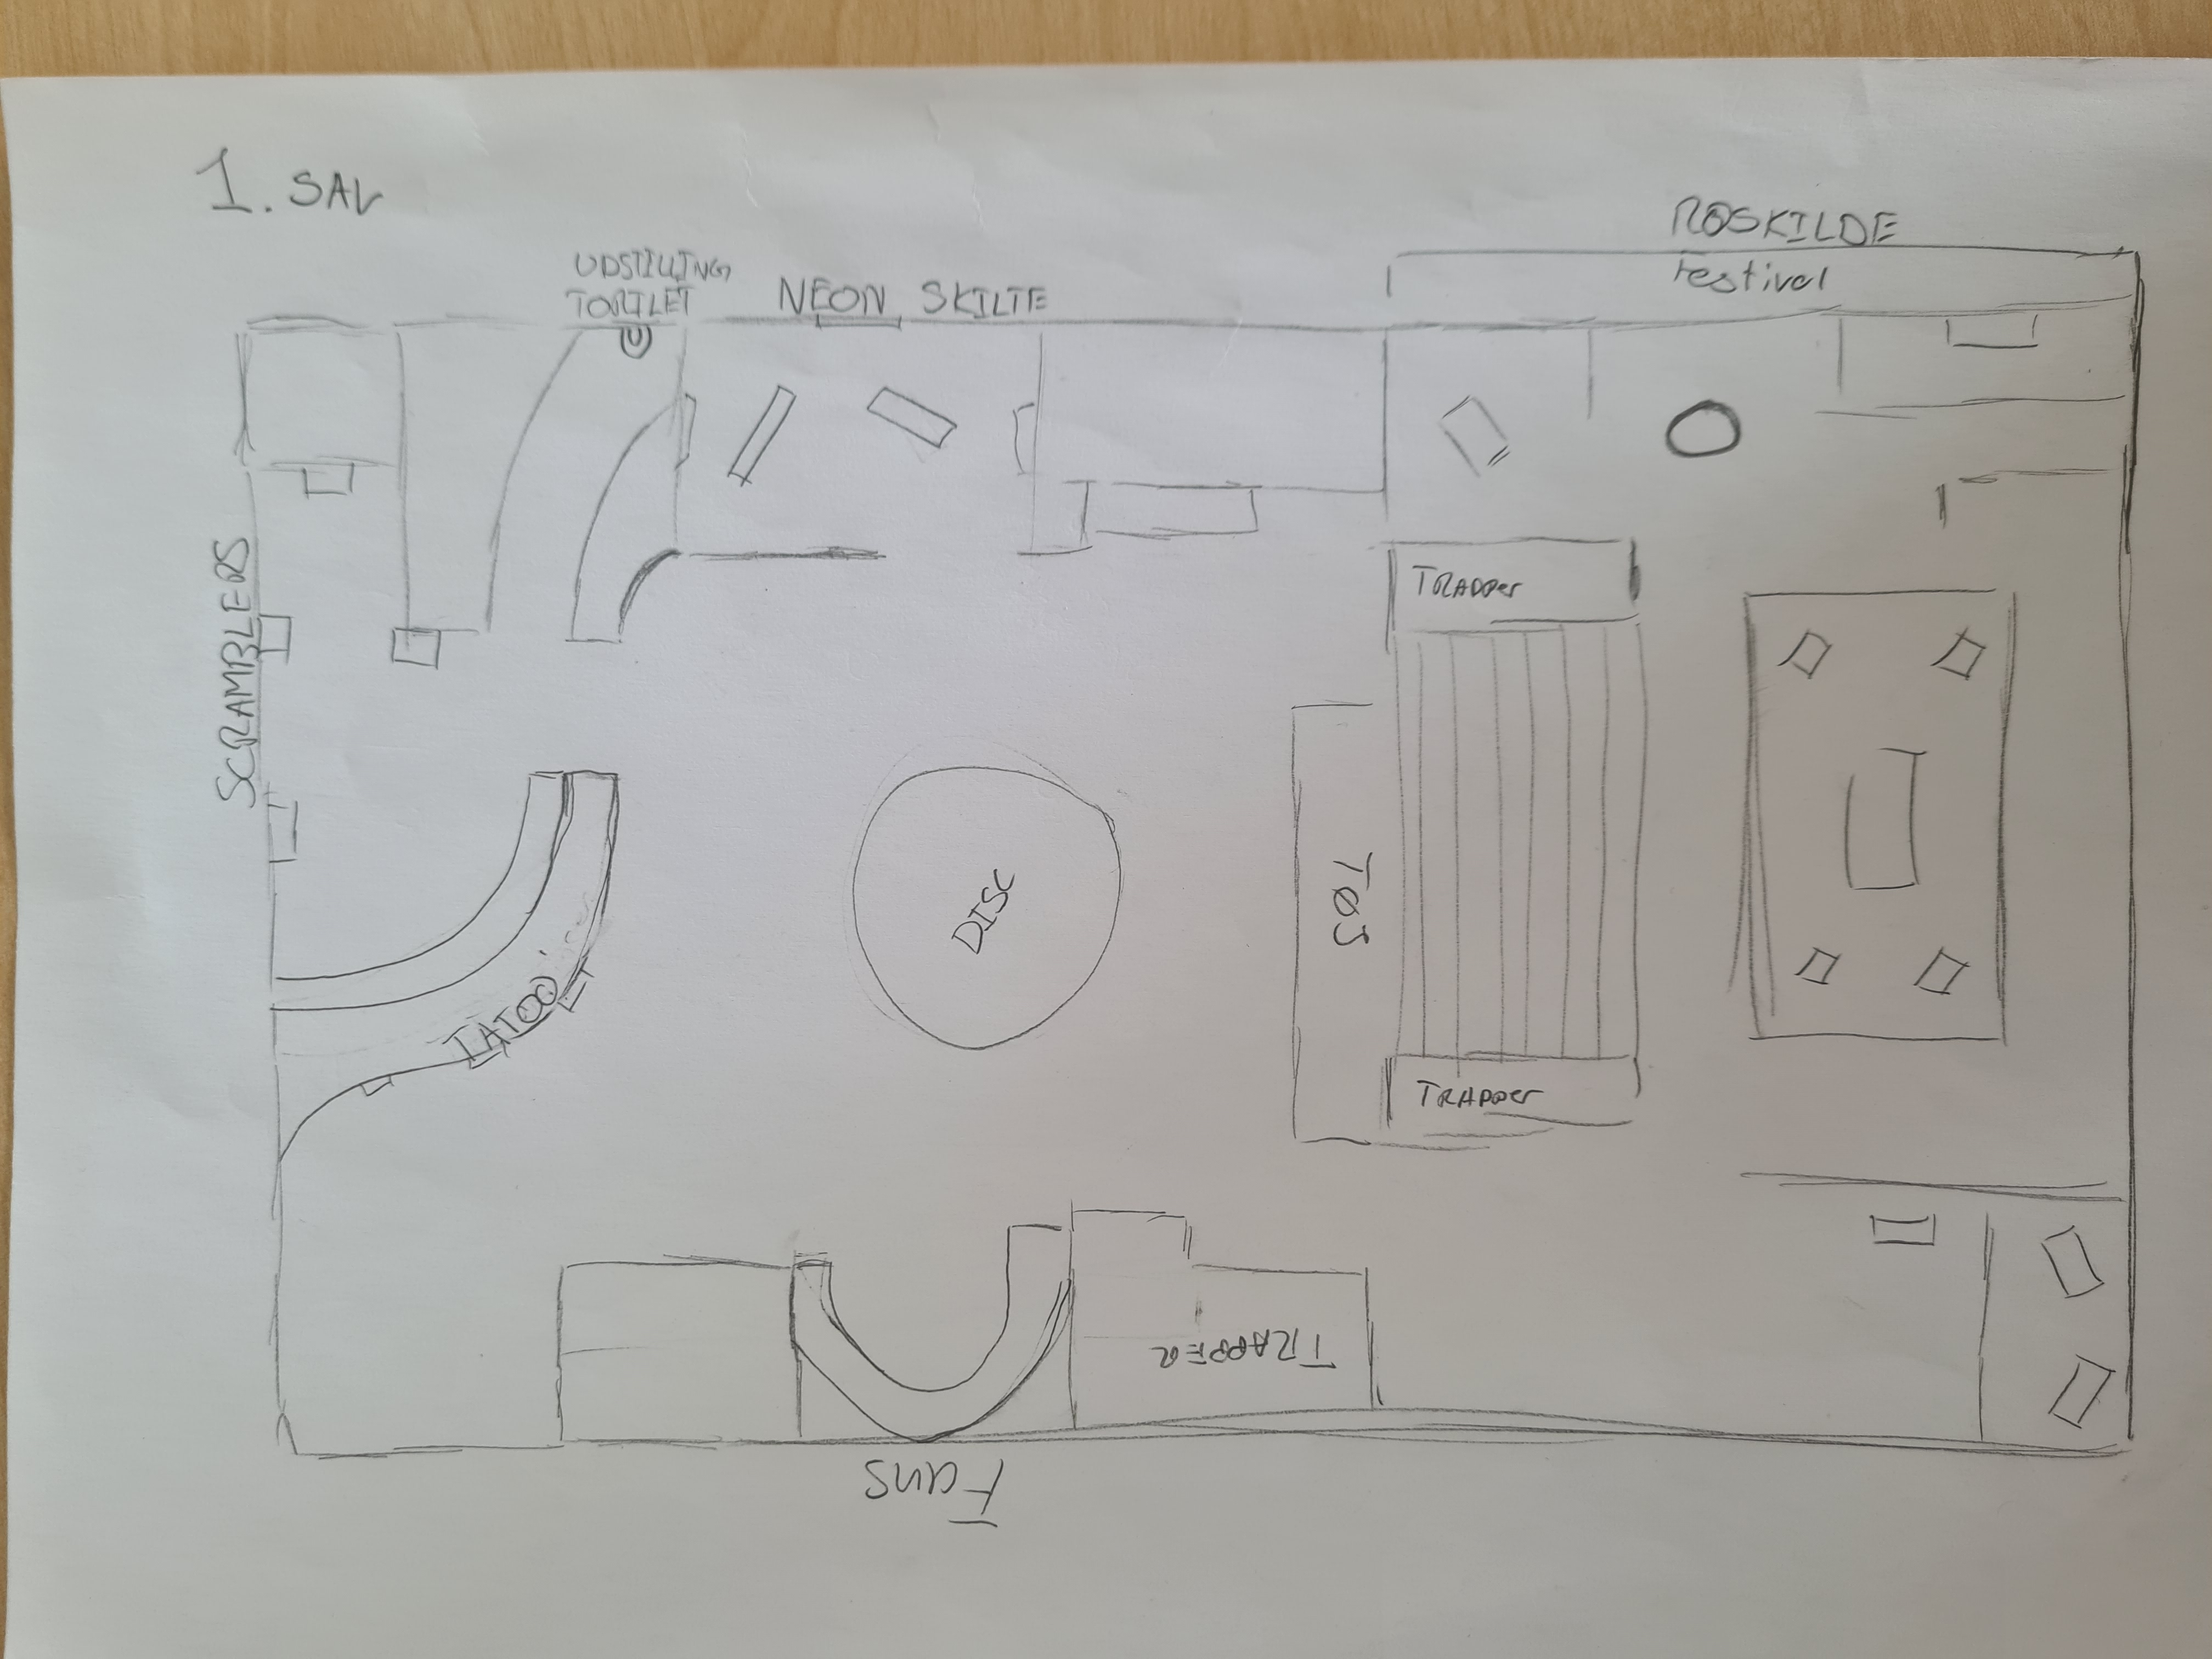 1. SAL
SCRAMBLERS
UDSTILLING
TOILET
NEON SKILTE
TATOO
DISC
Fans
TRAPPER
TØJ
TRAPPer
TRAPPer
ROSKILDE
Festival